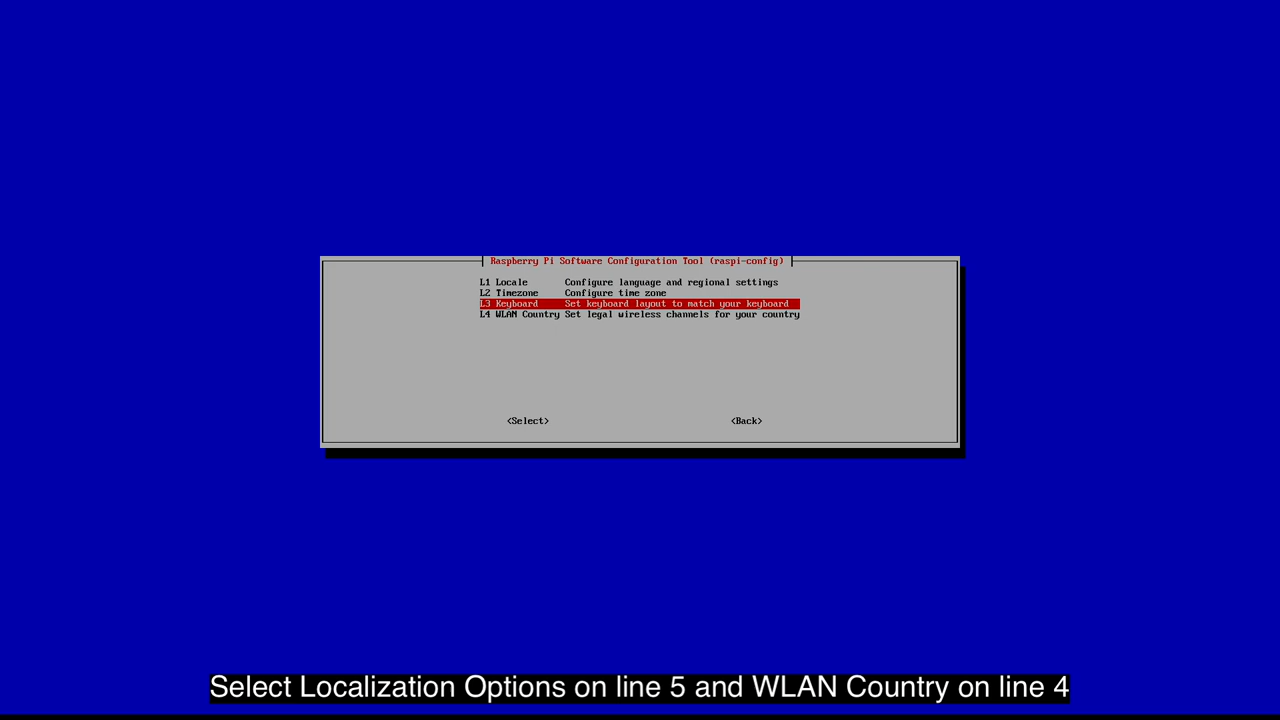 Raspberry Pi Software Configuration Tool (raspi-config)
L1 Locale Configure language and regional settings
L2 Timezone Configure time zone
L3 Keyboard Set keyboard layout to match your keyboard
L4 WLAN Country Set legal wireless channels for your country
<Select> <Back>
Select Localization Options on line 5 and WLAN Country on line 4